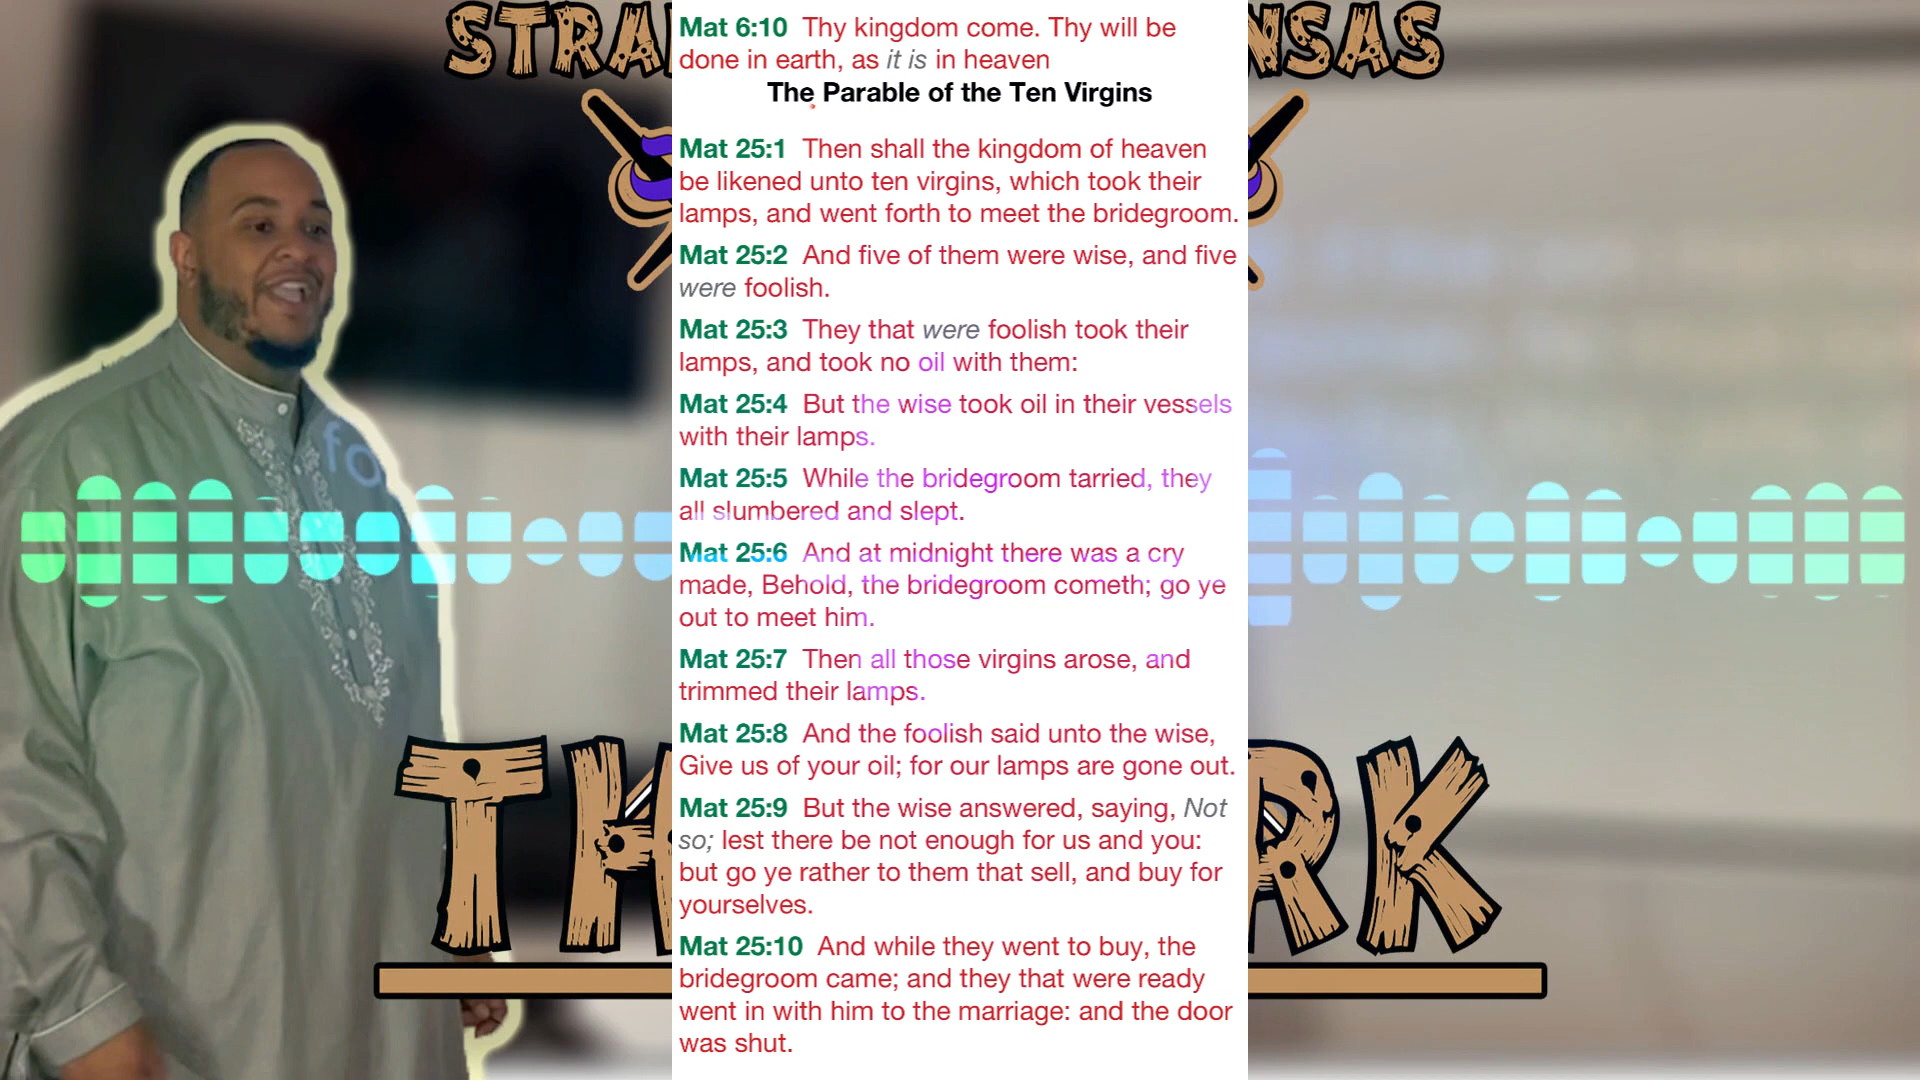 STRA
NSAS
Mat 6:10 Thy kingdom come. Thy will be
done in earth, as it is in heaven
The Parable of the Ten Virgins
Mat 25:1 Then shall the kingdom of heaven
be likened unto ten virgins, which took their
lamps, and went forth to meet the bridegroom.
Mat 25:2 And five of them were wise, and five
were foolish.
Mat 25:3 They that were foolish took their
lamps, and took no oil with them:
Mat 25:4 But the wise took oil in their vessels
with their lamps.
Mat 25:5 While the bridegroom tarried, they
all slumbered and slept.
Mat 25:6 And at midnight there was a cry
made, Behold, the bridegroom cometh; go ye
out to meet him.
Mat 25:7 Then all those virgins arose, and
trimmed their lamps.
Mat 25:8 And the foolish said unto the wise,
Give us of your oil; for our lamps are gone out.
Mat 25:9 But the wise answered, saying, Not
so; lest there be not enough for us and you:
but go ye rather to them that sell, and buy for
yourselves.
Mat 25:10 And while they went to buy, the
bridegroom came; and they that were ready
went in with him to the marriage: and the door
was shut.
fo
TH
RK